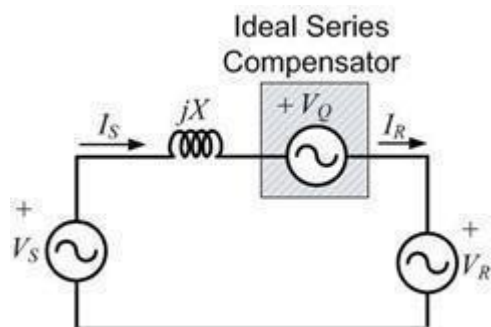 Ideal Series
Compensator
I_S
jX
+ V_Q
I_R
+
V_S
+
V_R